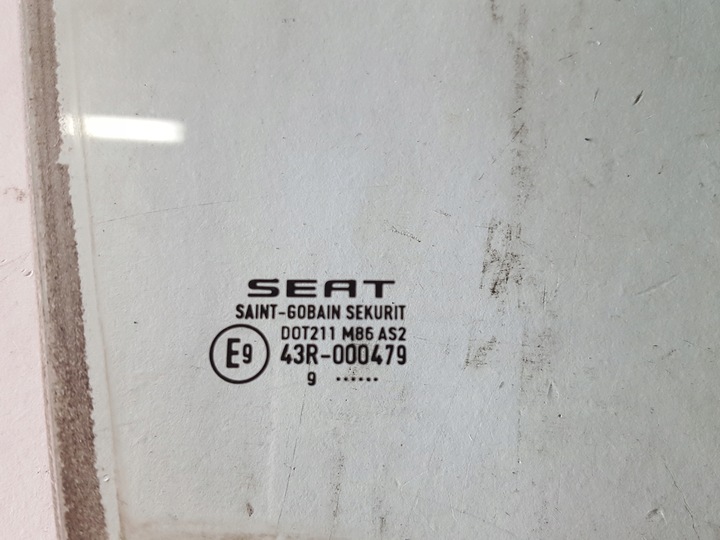 SEAT
SAINT-GOBAIN SEKURIT
DOT211 M86 AS2
E9 43R-000479
9 ······